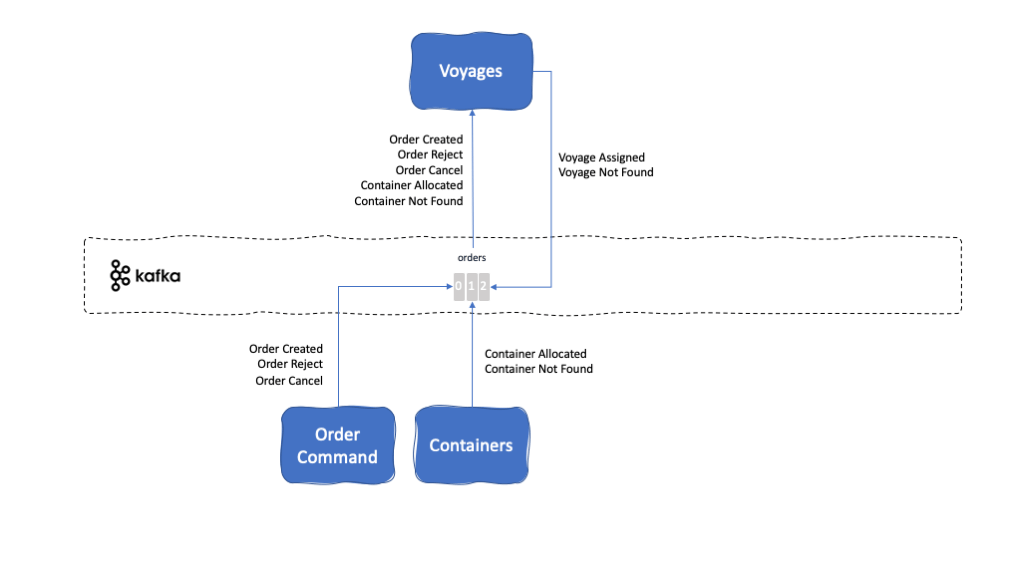 Voyages
Order Created
Order Reject
Order Cancel
Container Allocated
Container Not Found
Voyage Assigned
Voyage Not Found
orders
kafka
0 1 2
Order Created
Order Reject
Order Cancel
Container Allocated
Container Not Found
Order
Command
Containers